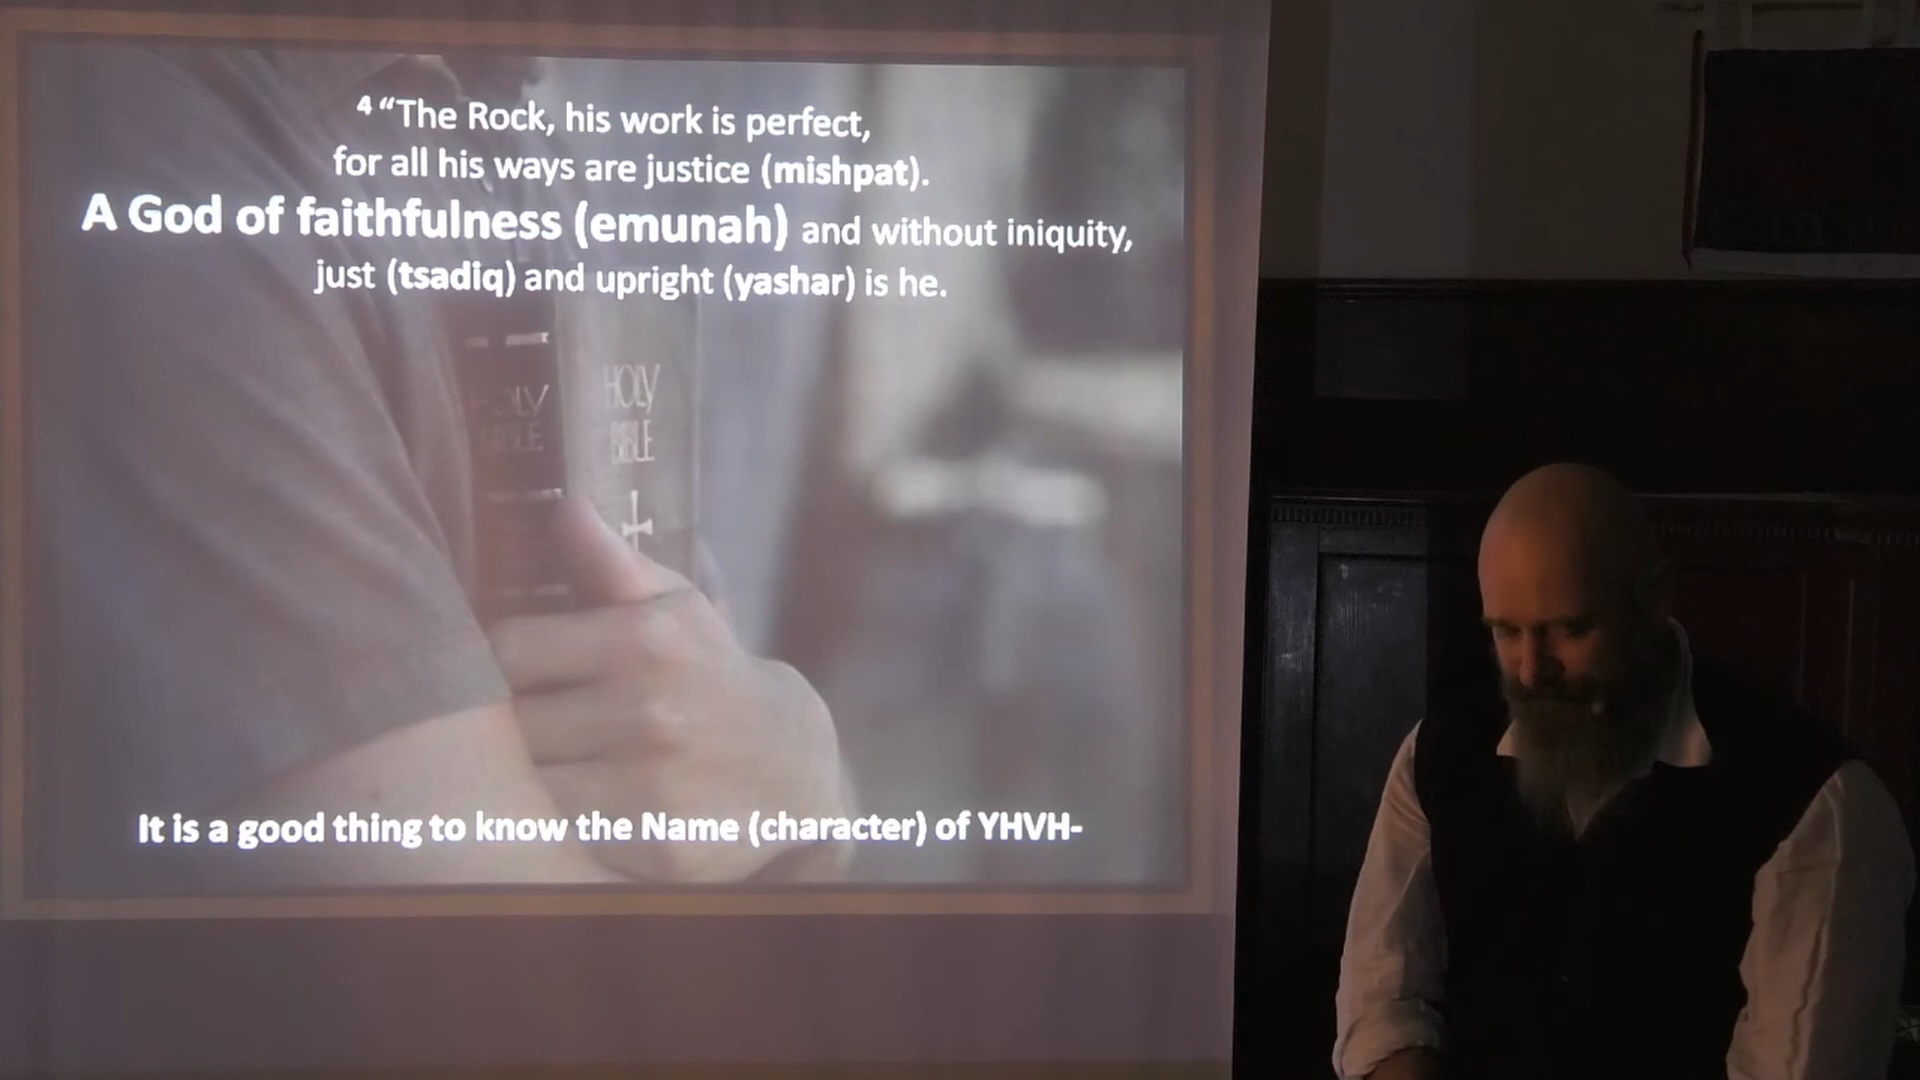 4 “The Rock, his work is perfect,
for all his ways are justice (mishpat).
A God of faithfulness (emunah) and without iniquity,
just (tsadiq) and upright (yashar) is he.
HOLY
BIBLE
HOLY
BIBLE
It is a good thing to know the Name (character) of YHVH-